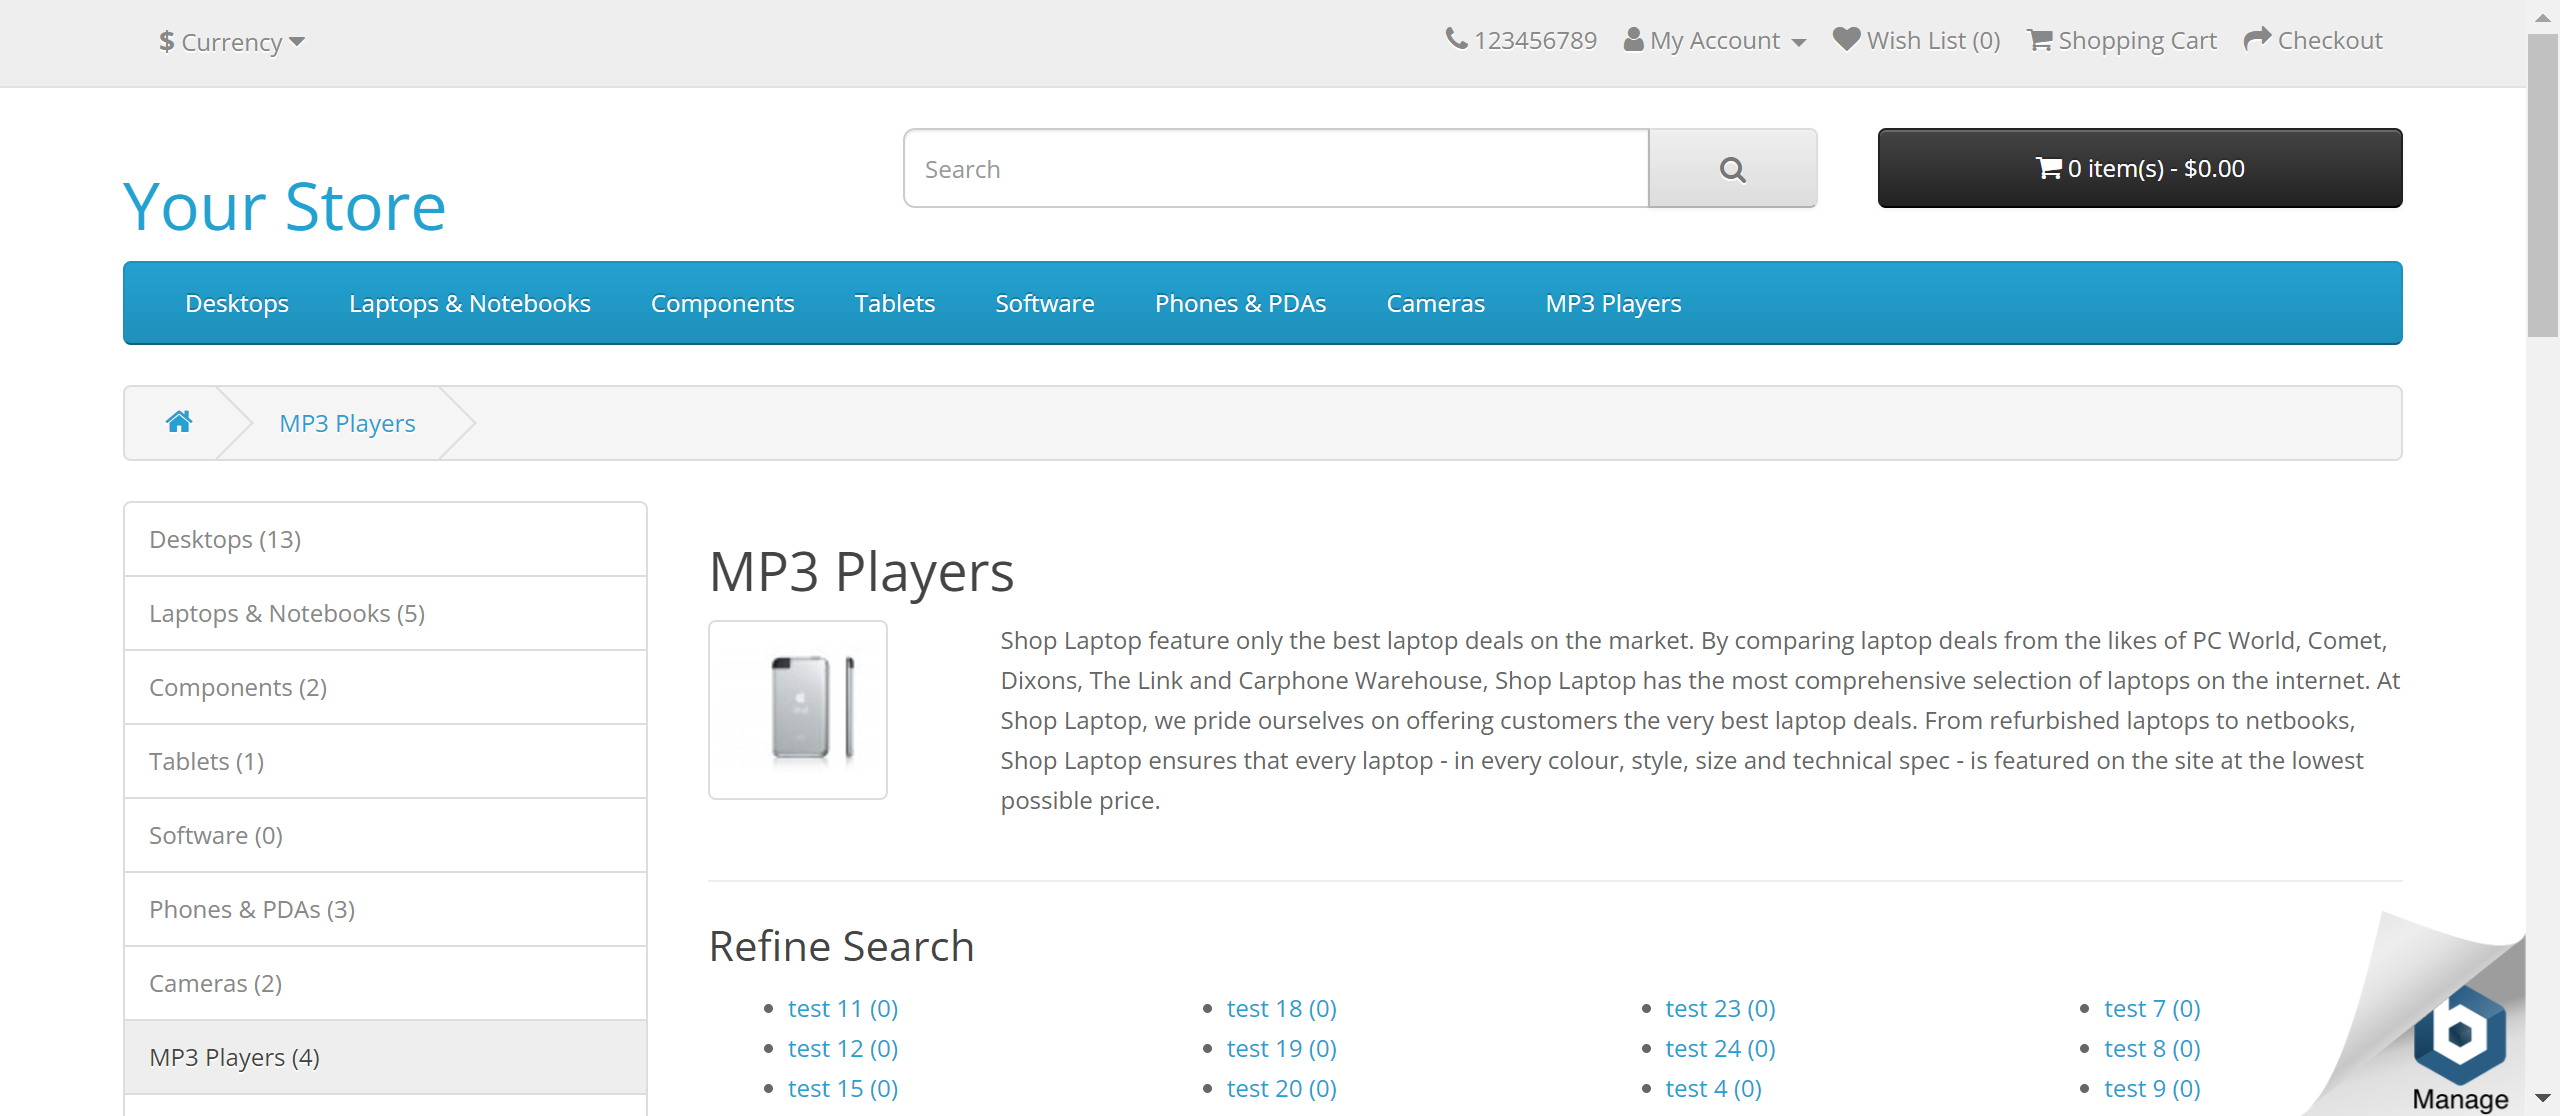 $ Currency
123456789 My Account Wish List (0) Shopping Cart Checkout
Search
0 item(s) - $0.00
Your Store
Desktops Laptops & Notebooks Components Tablets Software Phones & PDAs Cameras MP3 Players
MP3 Players
Desktops (13)
Laptops & Notebooks (5)
Components (2)
Tablets (1)
Software (0)
Phones & PDAs (3)
Cameras (2)
MP3 Players (4)
MP3 Players
Shop Laptop feature only the best laptop deals on the market. By comparing laptop deals from the likes of PC World, Comet,
Dixons, The Link and Carphone Warehouse, Shop Laptop has the most comprehensive selection of laptops on the internet. At
Shop Laptop, we pride ourselves on offering customers the very best laptop deals. From refurbished laptops to netbooks,
Shop Laptop ensures that every laptop - in every colour, style, size and technical spec - is featured on the site at the lowest
possible price.
Refine Search
test 11 (0) test 18 (0) test 23 (0) test 7 (0)
test 12 (0) test 19 (0) test 24 (0) test 8 (0)
test 15 (0) test 20 (0) test 4 (0) test 9 (0)
b
Manage